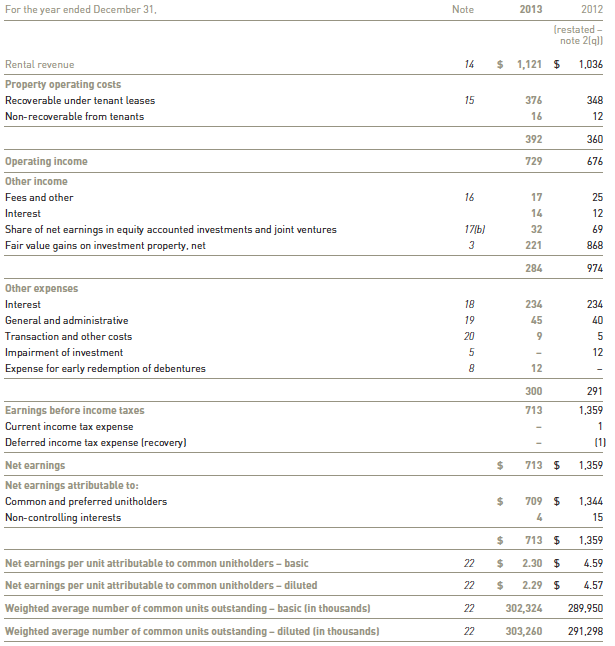 For the year ended December 31, Note 2013 2012
(restated –
note 2(q))
Rental revenue 14 $ 1,121 $ 1,036
Property operating costs
Recoverable under tenant leases 15 376 348
Non-recoverable from tenants 16 12
392 360
Operating income 729 676
Other income
Fees and other 16 17 25
Interest 14 12
Share of net earnings in equity accounted investments and joint ventures 17(b) 32 69
Fair value gains on investment property, net 3 221 868
284 974
Other expenses
Interest 18 234 234
General and administrative 19 45 40
Transaction and other costs 20 9 5
Impairment of investment 5 – 12
Expense for early redemption of debentures 8 12 –
300 291
Earnings before income taxes 713 1,359
Current income tax expense – 1
Deferred income tax expense (recovery) – (1)
Net earnings $ 713 $ 1,359
Net earnings attributable to:
Common and preferred unitholders $ 709 $ 1,344
Non-controlling interests 4 15
$ 713 $ 1,359
Net earnings per unit attributable to common unitholders – basic 22 $ 2.30 $ 4.59
Net earnings per unit attributable to common unitholders – diluted 22 $ 2.29 $ 4.57
Weighted average number of common units outstanding – basic (in thousands) 22 302,324 289,950
Weighted average number of common units outstanding – diluted (in thousands) 22 303,260 291,298